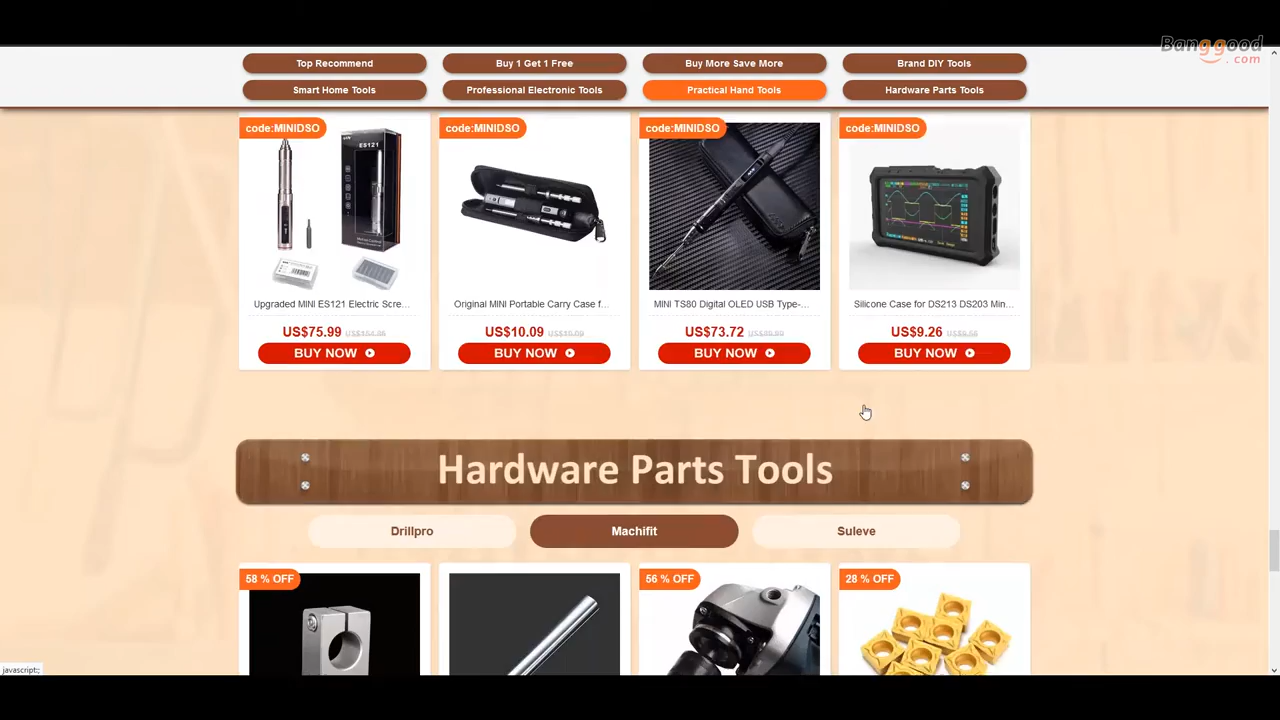 Banggood
.com
Top Recommend
Buy 1 Get 1 Free
Buy More Save More
Brand DIY Tools
Smart Home Tools
Professional Electronic Tools
Practical Hand Tools
Hardware Parts Tools
code:MINIDSO
code:MINIDSO
code:MINIDSO
code:MINIDSO
ES121
Upgraded MINI ES121 Electric Scre...
Original MINI Portable Carry Case f...
MINI TS80 Digital OLED USB Type-...
Silicone Case for DS213 DS203 Min...
US$75.99
US$10.09
US$73.72
US$9.26
BUY NOW
BUY NOW
BUY NOW
BUY NOW
Hardware Parts Tools
Drillpro
Machifit
Suleve
58 % OFF
56 % OFF
28 % OFF
javascript:;